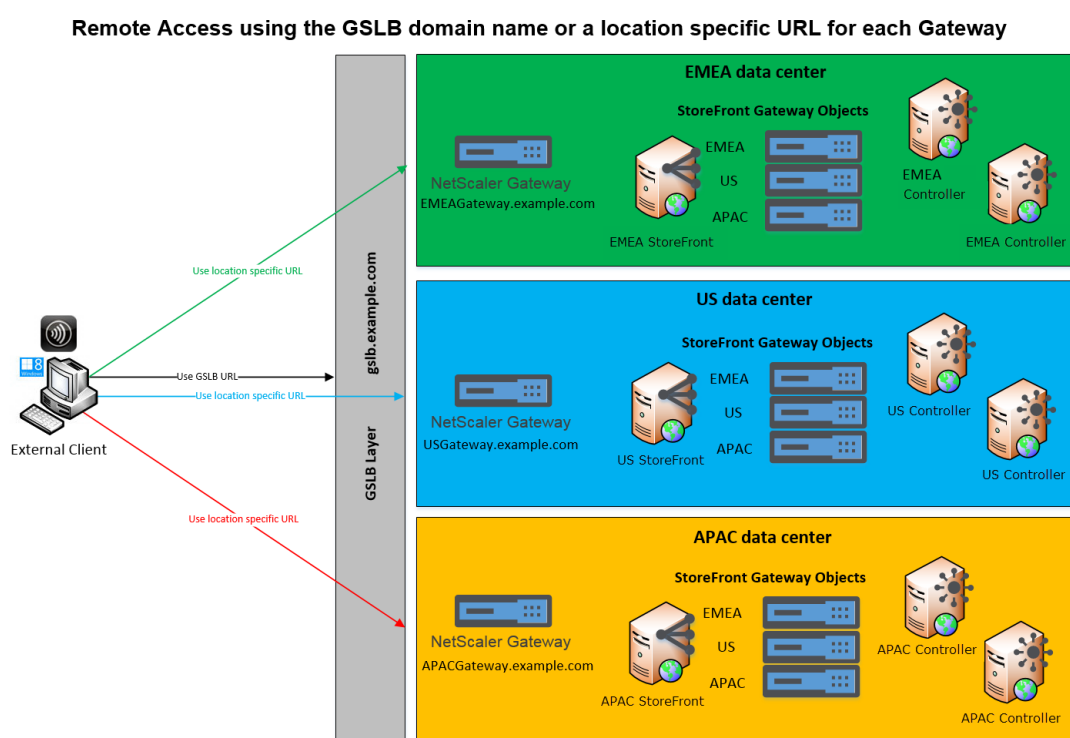 Remote Access using the GSLB domain name or a location specific URL for each Gateway
8
Windows
External Client
Use location specific URL
Use GSLB URL
Use location specific URL
Use location specific URL
gslb.example.com
GSLB Layer
EMEA data center
StoreFront Gateway Objects
NetScaler Gateway
EMEAGateway.example.com
EMEA StoreFront
EMEA
US
APAC
EMEA
Controller
EMEA Controller
US data center
StoreFront Gateway Objects
NetScaler Gateway
USGateway.example.com
US StoreFront
EMEA
US
APAC
US Controller
US Controller
APAC data center
StoreFront Gateway Objects
NetScaler Gateway
APACGateway.example.com
APAC StoreFront
EMEA
US
APAC
APAC Controller
APAC Controller